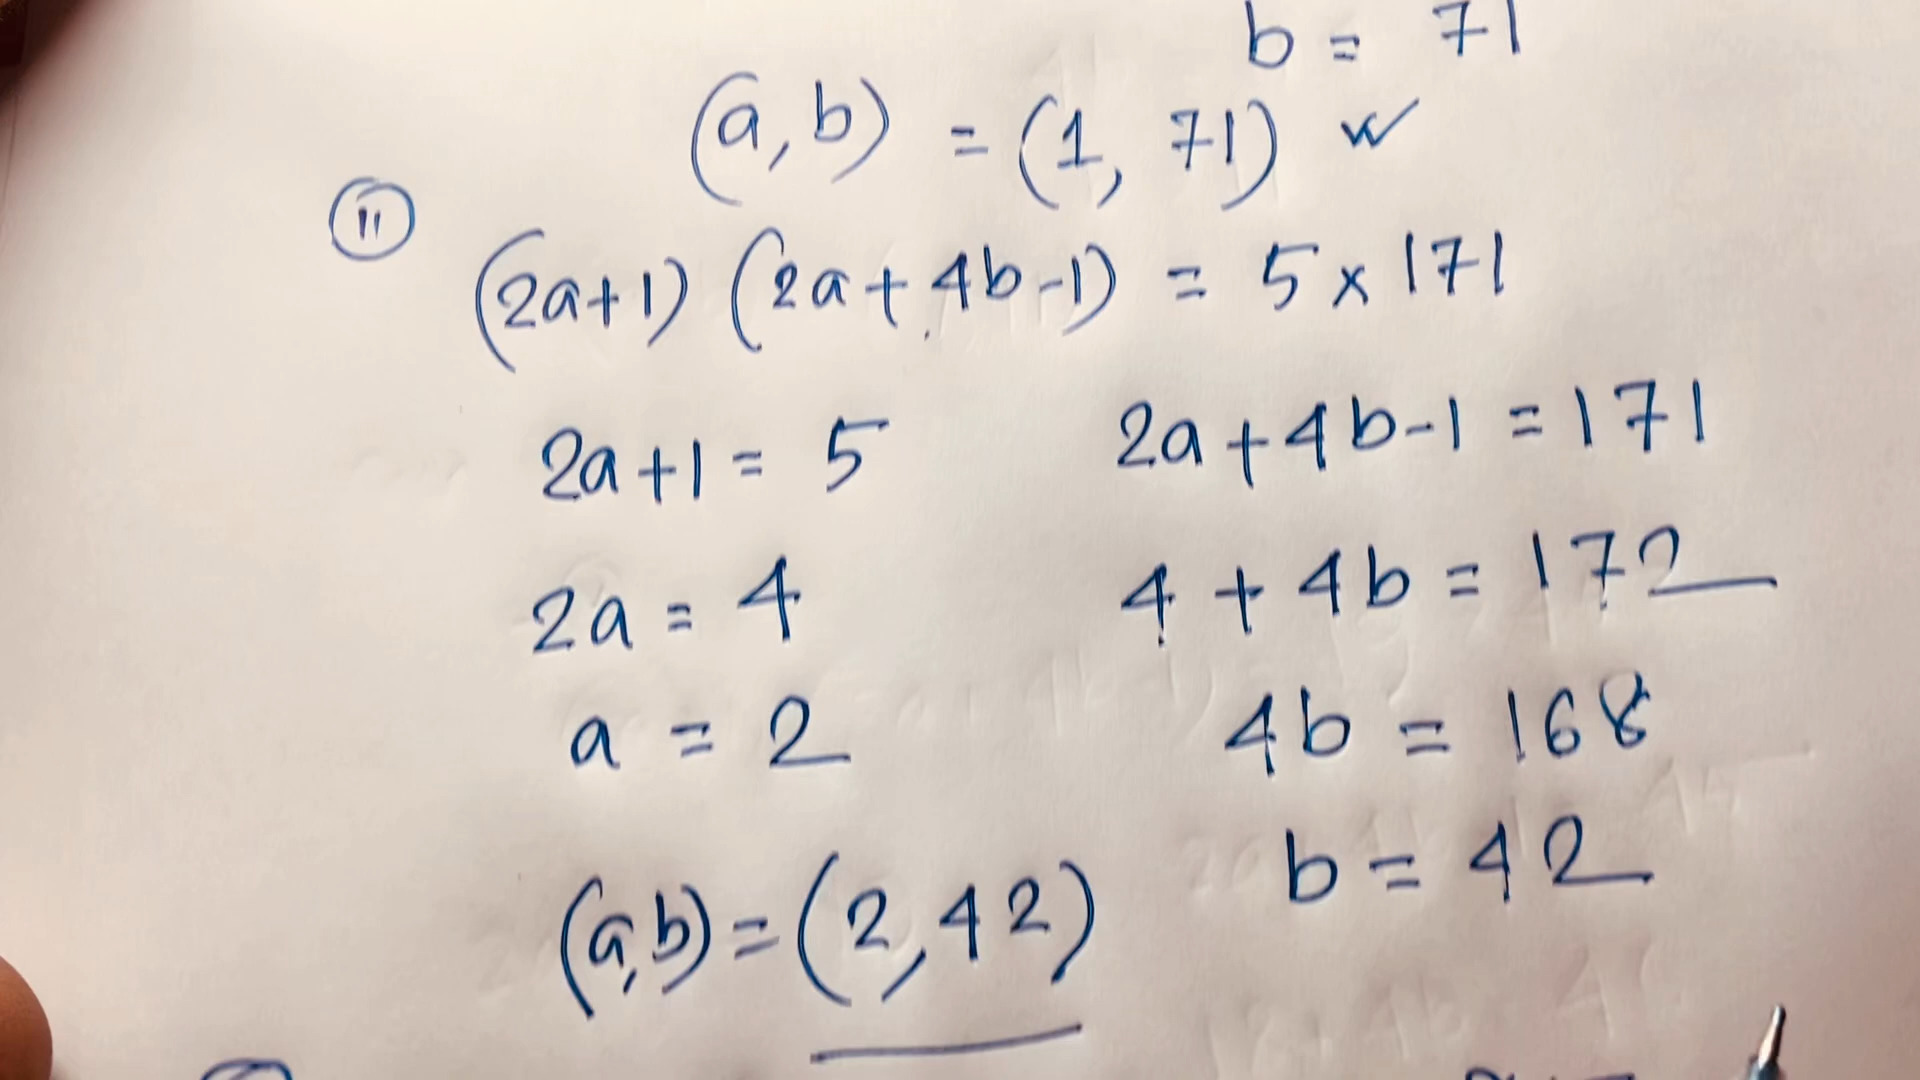 b = 71
(a, b) = (1, 71) ✓
(ii)
(2a+1) (2a+4b-1) = 5 x 171
2a+1 = 5 2a+4b-1 = 171
2a = 4 4 + 4b = 172
a = 2 4b = 168
b = 42
(a,b) = (2,42)